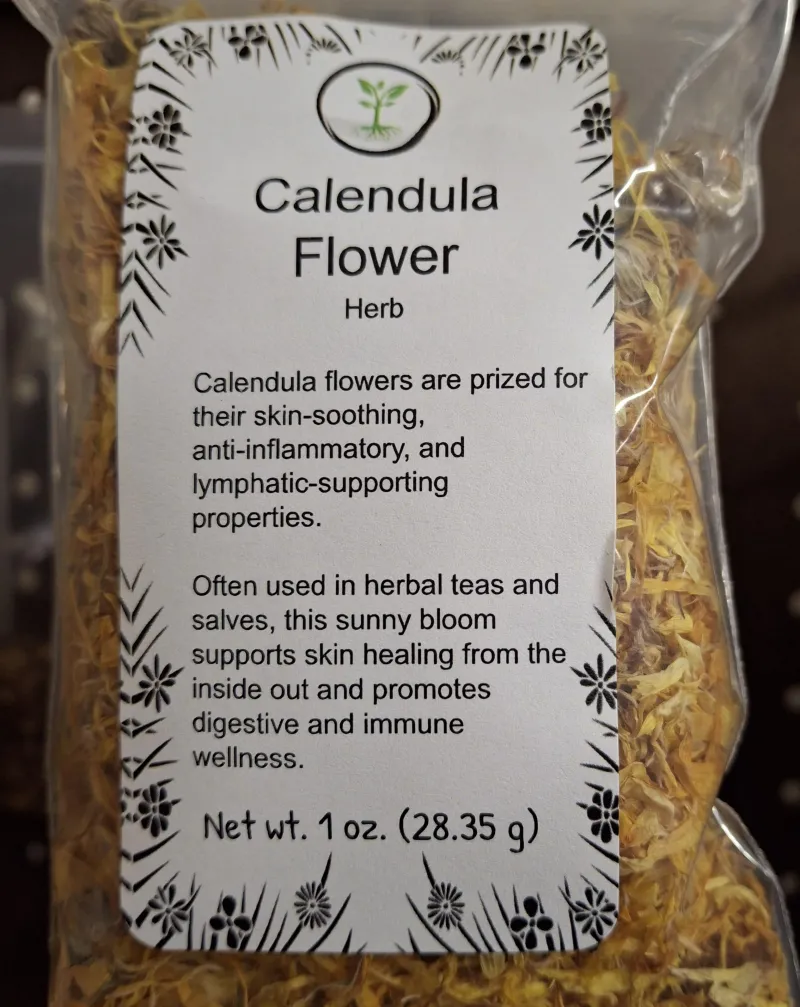 Calendula
Flower
Herb
Calendula flowers are prized for
their skin-soothing,
anti-inflammatory, and
lymphatic-supporting
properties.
Often used in herbal teas and
salves, this sunny bloom
supports skin healing from the
inside out and promotes
digestive and immune
wellness.
Net wt. 1 oz. (28.35 g)